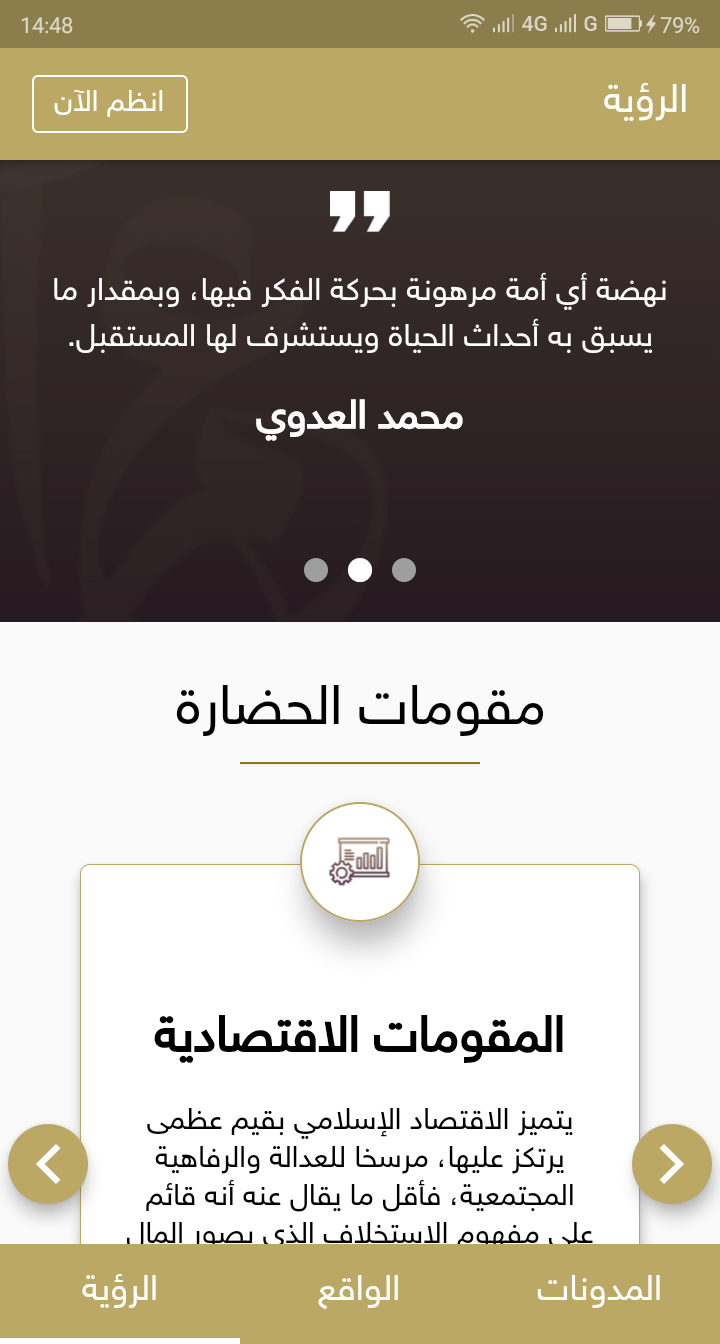 14:48 4G G 79%
الرؤية
انظم الآن
نهضة أي أمة مرهونة بحركة الفكر فيها، وبمقدار ما
يسبق به أحداث الحياة ويستشرف لها المستقبل.
محمد العدوي
مقومات الحضارة
المقومات الاقتصادية
يتميز الاقتصاد الإسلامي بقيم عظمى
يرتكز عليها، مرسخا للعدالة والرفاهية
المجتمعية، فأقل ما يقال عنه أنه قائم
على مفهوم الاستخلاف الذي يصور المال
المدونات
الواقع
الرؤية